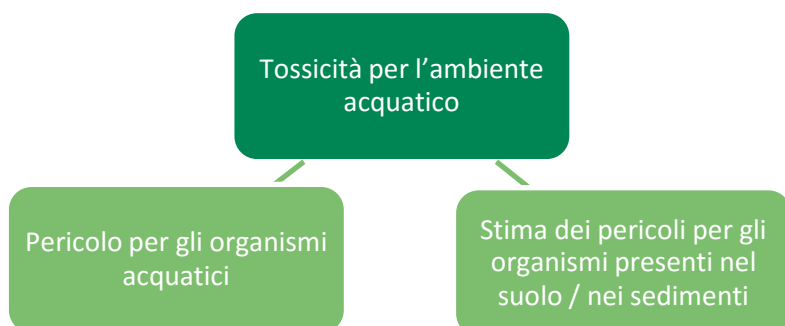 Tossicità per l’ambiente
acquatico
Pericolo per gli organismi
acquatici
Stima dei pericoli per gli
organismi presenti nel
suolo / nei sedimenti